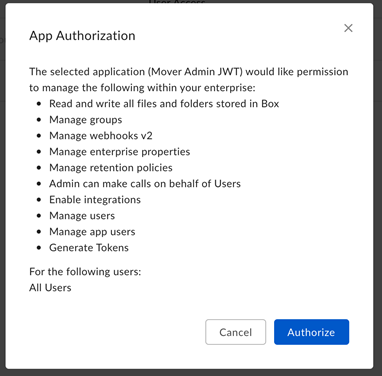 App Authorization
The selected application (Mover Admin JWT) would like permission
to manage the following within your enterprise:
• Read and write all files and folders stored in Box
• Manage groups
• Manage webhooks v2
• Manage enterprise properties
• Manage retention policies
• Admin can make calls on behalf of Users
• Enable integrations
• Manage users
• Manage app users
• Generate Tokens
For the following users:
All Users
Cancel
Authorize